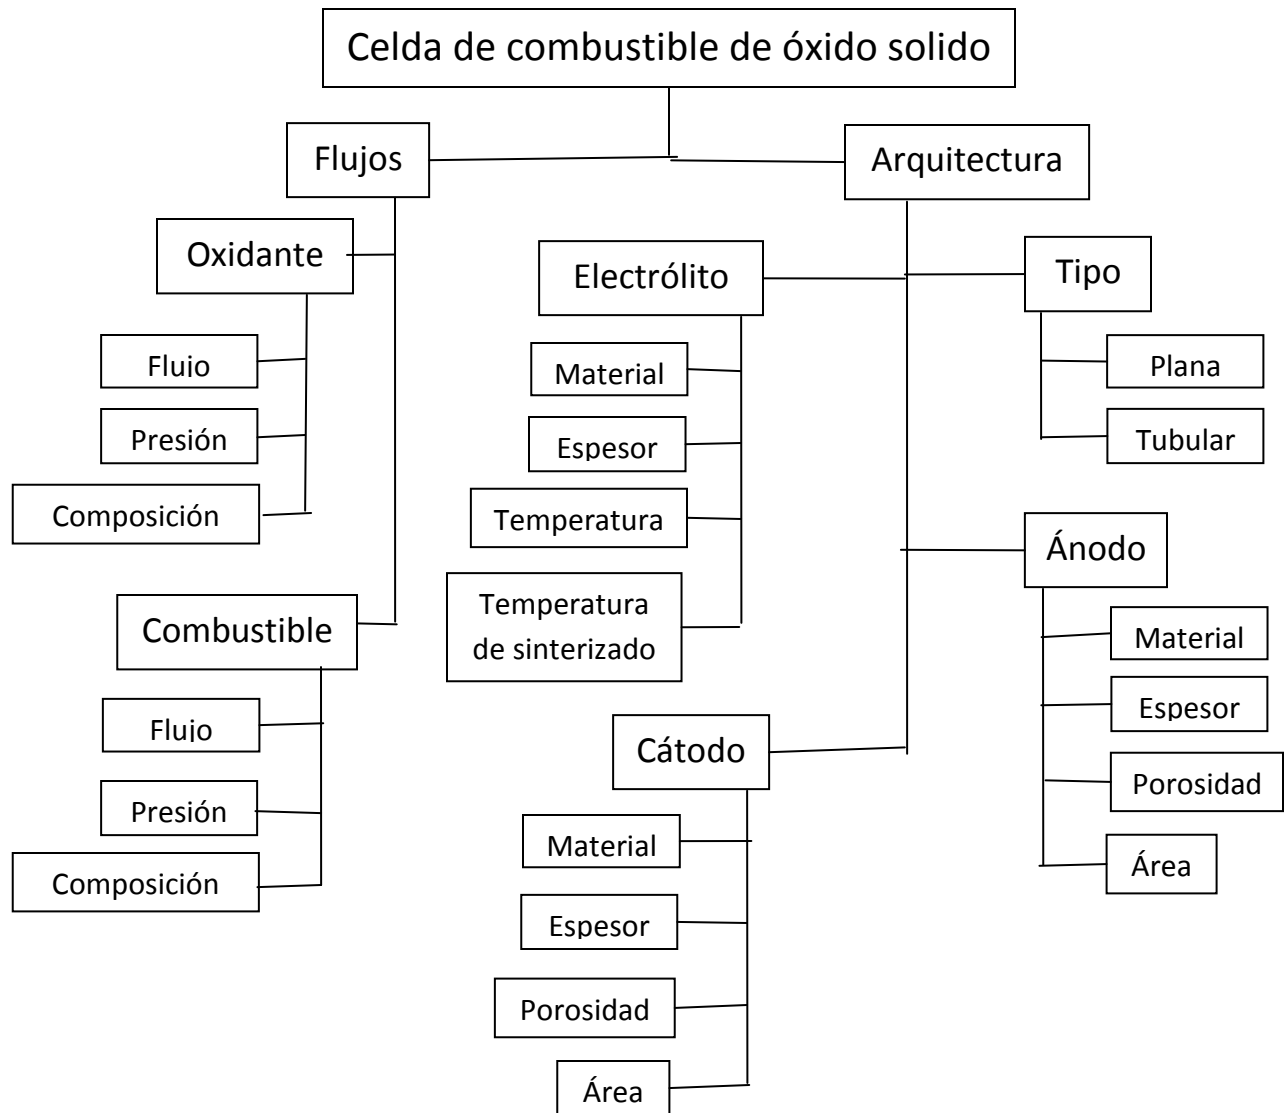 Celda de combustible de óxido solido
Flujos
Oxidante
Flujo
Presión
Composición
Combustible
Flujo
Presión
Composición
Arquitectura
Electrólito
Material
Espesor
Temperatura
Temperatura
de sinterizado
Cátodo
Material
Espesor
Porosidad
Área
Tipo
Plana
Tubular
Ánodo
Material
Espesor
Porosidad
Área